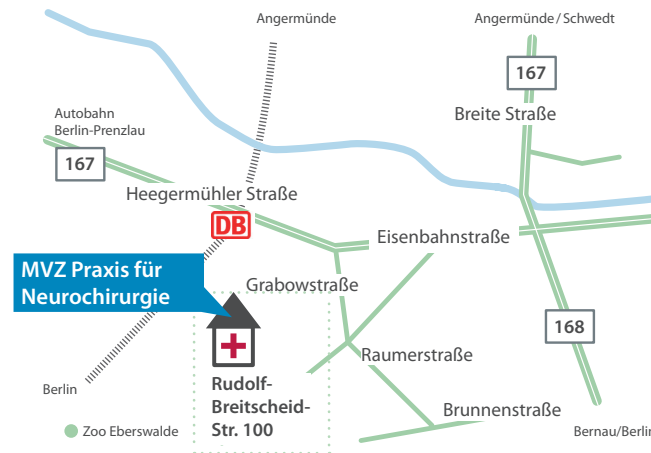 Angermünde
Angermünde/Schwedt
167
Breite Straße
Autobahn
Berlin-Prenzlau
167
Heegermühler Straße
DB
Eisenbahnstraße
MVZ Praxis für
Neurochirurgie
Grabowstraße
168
Raumerstraße
Rudolf-
Breitscheid-
Str. 100
Berlin
Brunnenstraße
Zoo Eberswalde
Bernau/Berlin